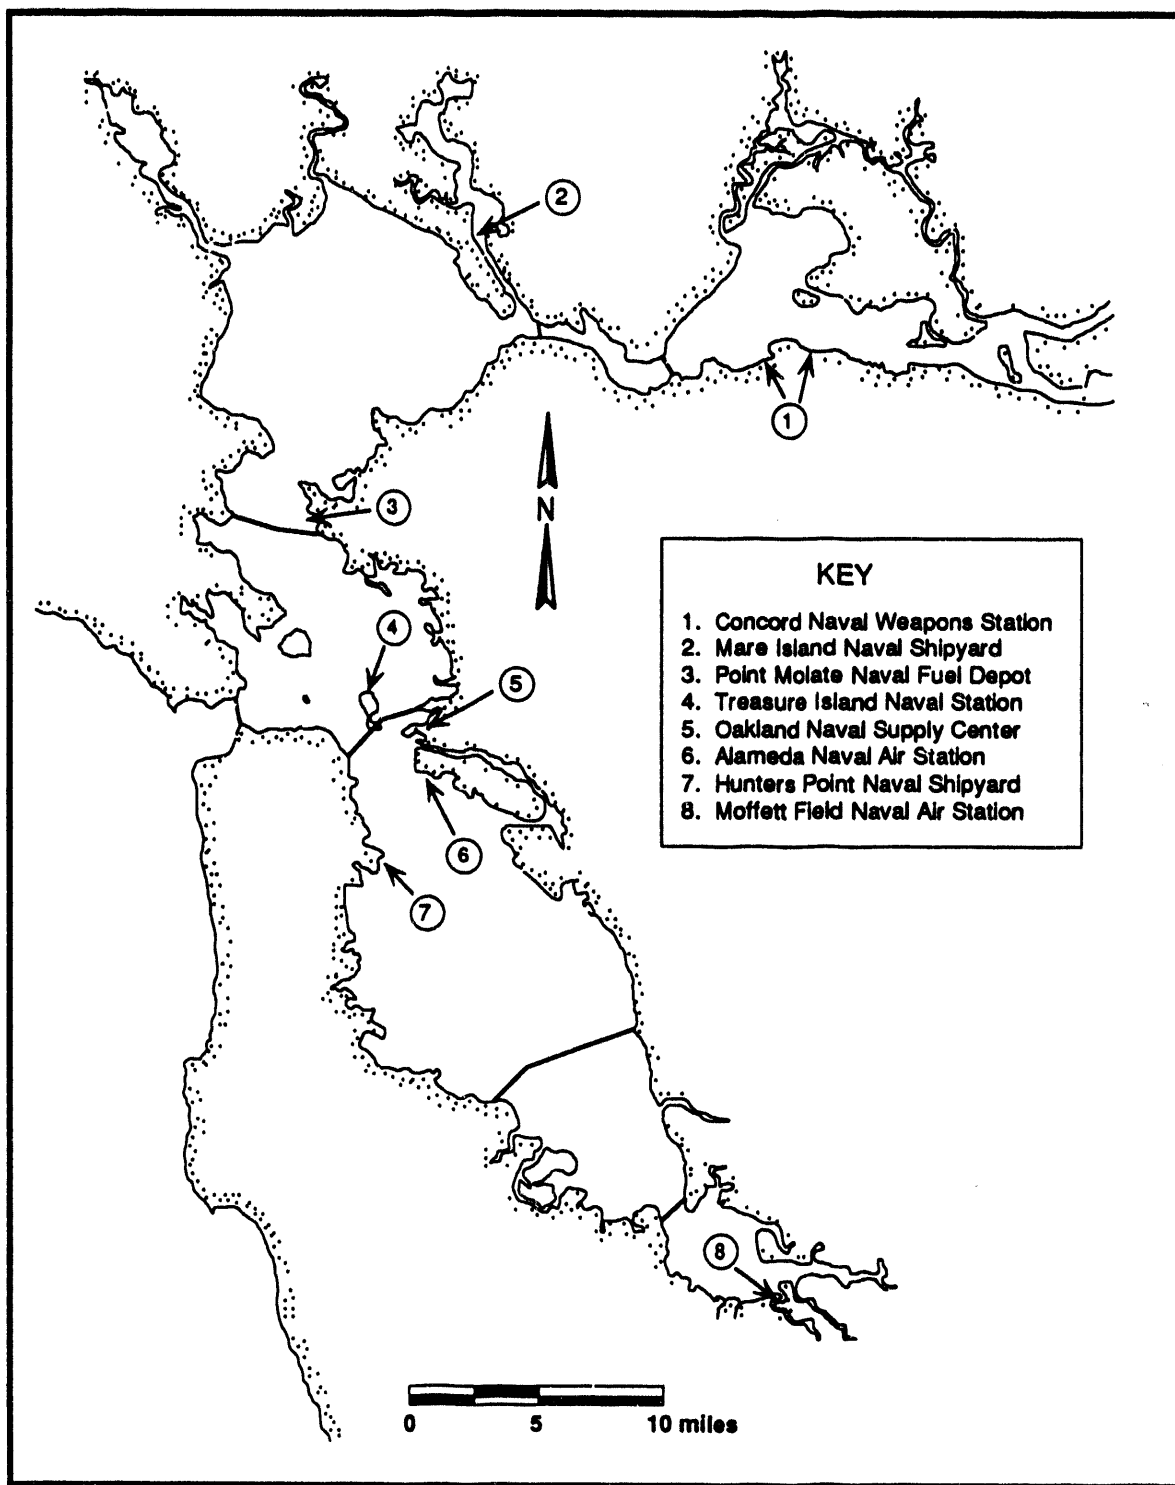 2
1
3
N
4
5
6
7
8
KEY
1. Concord Naval Weapons Station
2. Mare Island Naval Shipyard
3. Point Molate Naval Fuel Depot
4. Treasure Island Naval Station
5. Oakland Naval Supply Center
6. Alameda Naval Air Station
7. Hunters Point Naval Shipyard
8. Moffett Field Naval Air Station
0 5 10 miles